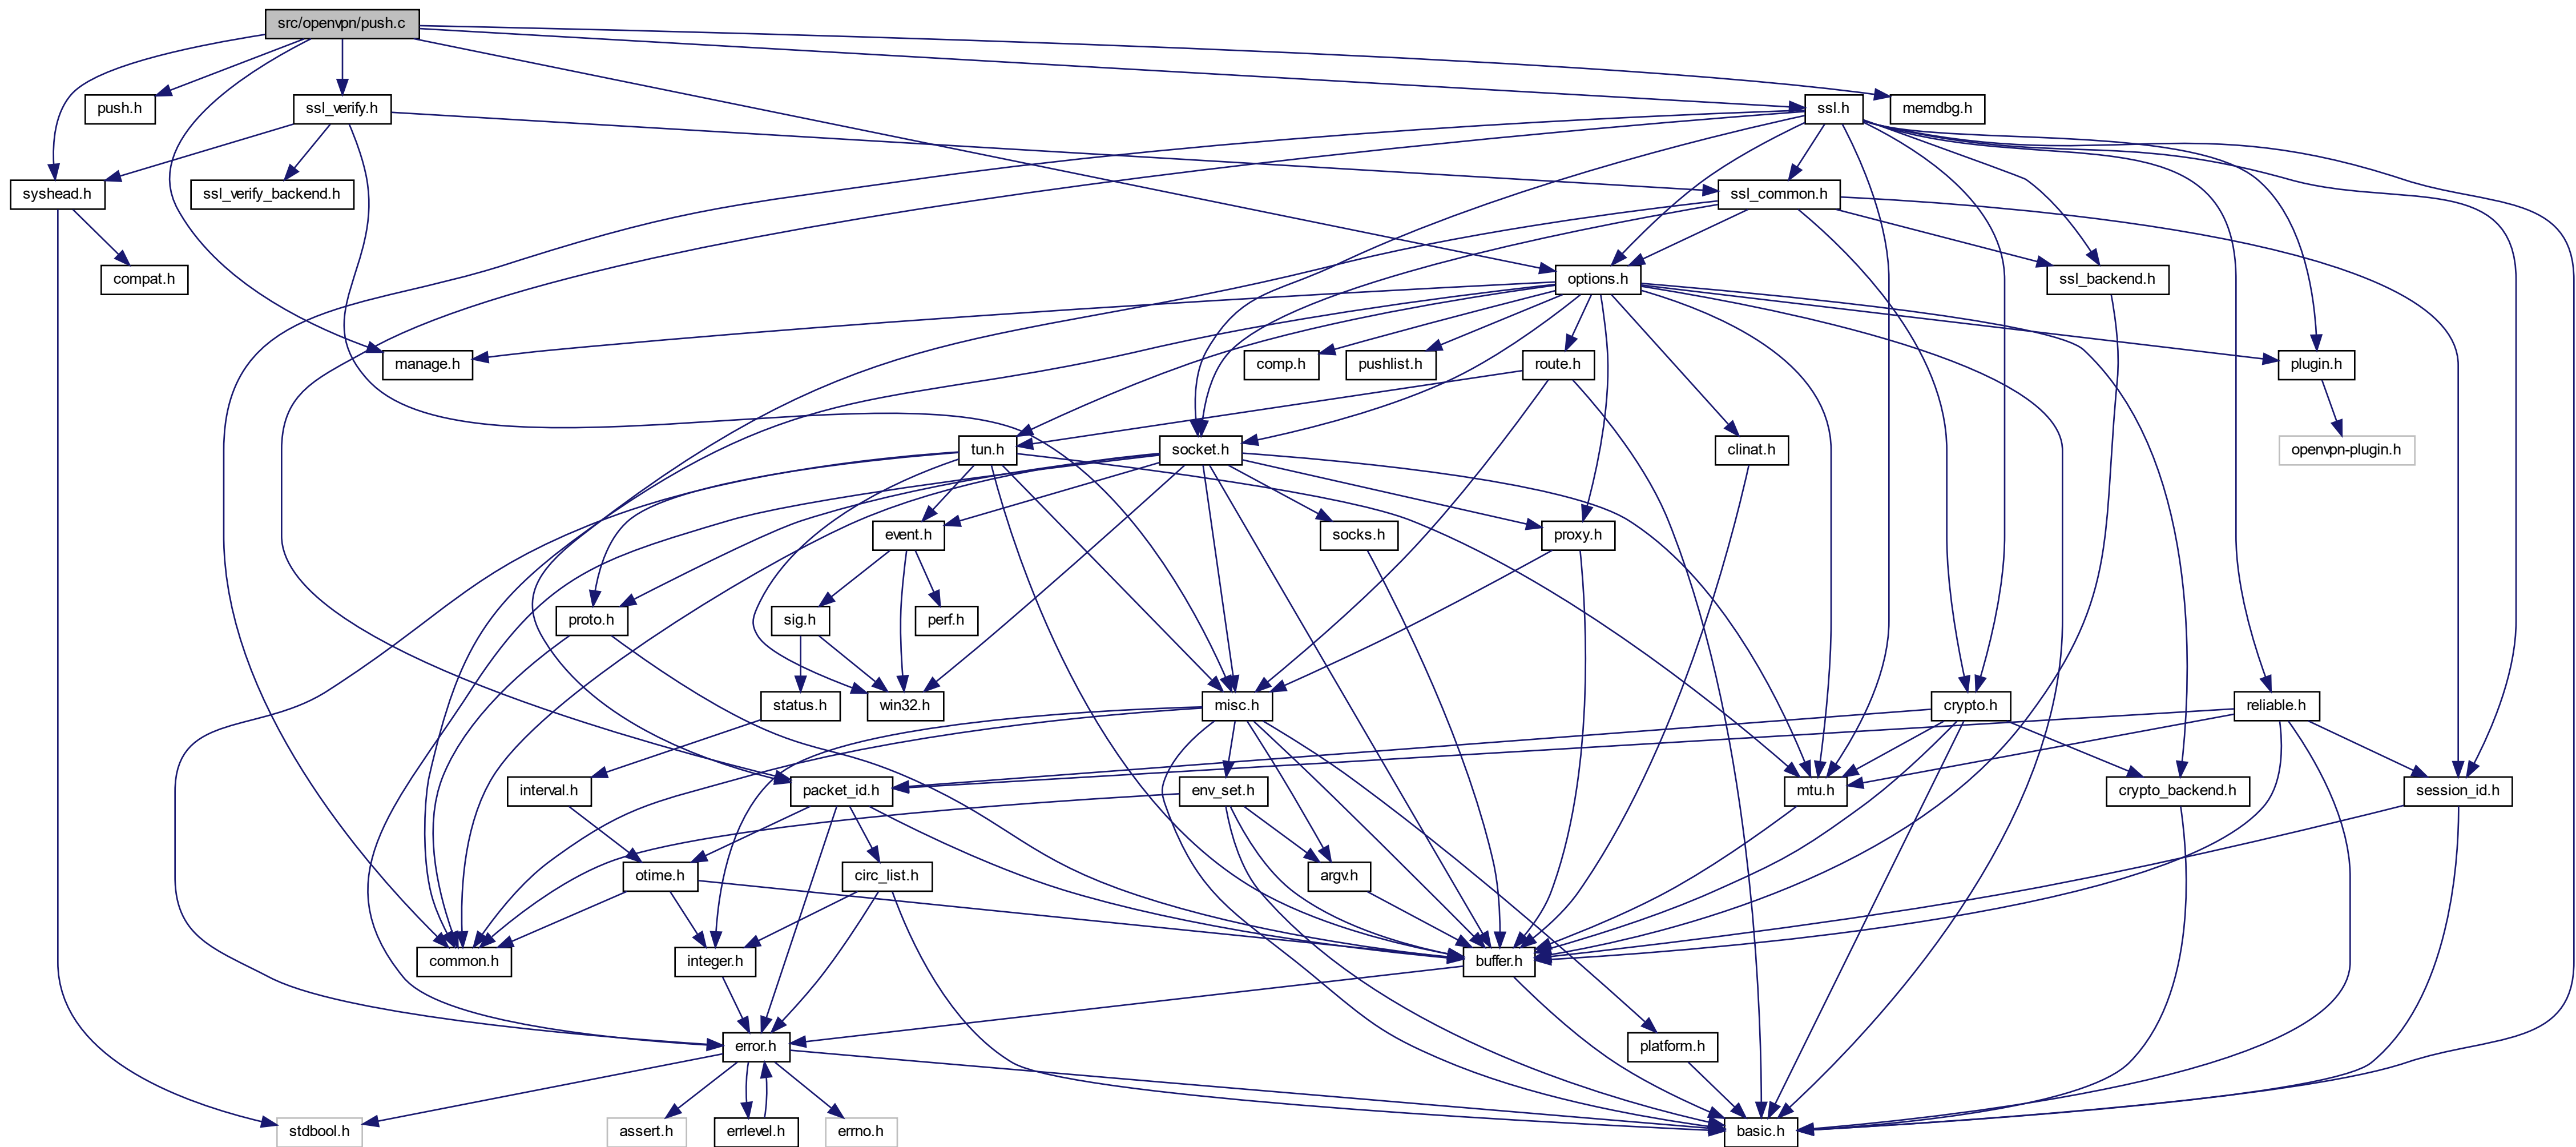 src/openvpn/push.c
push.h
ssl_verify.h
ssl.h
memdbg.h
syshead.h
ssl_verify_backend.h
ssl_common.h
compat.h
options.h
ssl_backend.h
manage.h
comp.h
pushlist.h
route.h
plugin.h
tun.h
socket.h
clinat.h
openvpn-plugin.h
event.h
socks.h
proxy.h
proto.h
sig.h
perf.h
status.h
win32.h
misc.h
crypto.h
reliable.h
interval.h
packet_id.h
env_set.h
mtu.h
crypto_backend.h
session_id.h
otime.h
circ_list.h
argv.h
common.h
integer.h
buffer.h
error.h
platform.h
stdbool.h
assert.h
errlevel.h
errno.h
basic.h